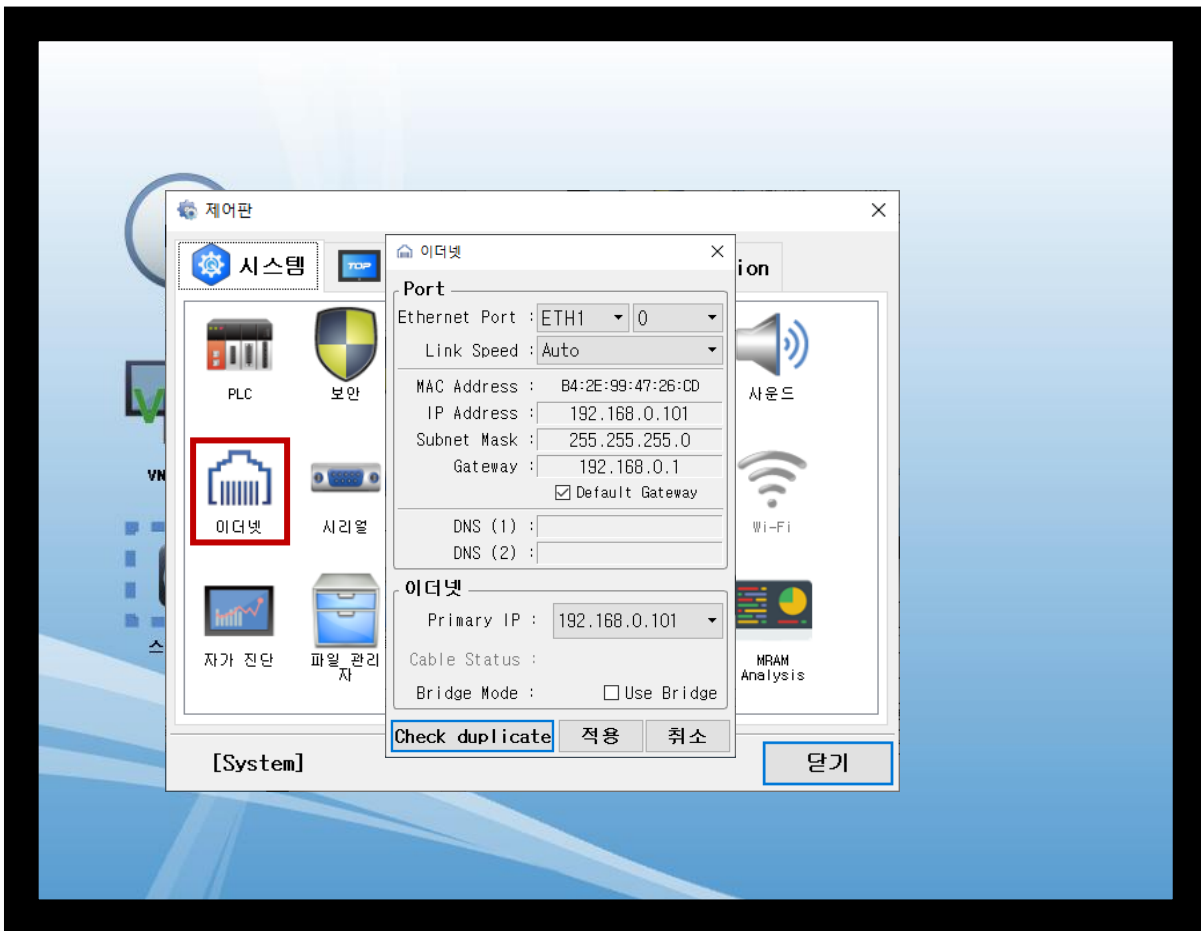 제어판
시스템
TOP
ion
PLC
보안
사운드
VN
이더넷
시리얼
Wi-Fi
스
자가 진단
파일 관리
자
MRAM
Analysis
[System]
닫기
이더넷
Port
Ethernet Port : ETH1 0
Link Speed : Auto
MAC Address : B4:2E:99:47:26:CD
IP Address : 192.168.0.101
Subnet Mask : 255.255.255.0
Gateway : 192.168.0.1
Default Gateway
DNS (1) :
DNS (2) :
이더넷
Primary IP : 192.168.0.101
Cable Status :
Bridge Mode : Use Bridge
Check duplicate 적용 취소